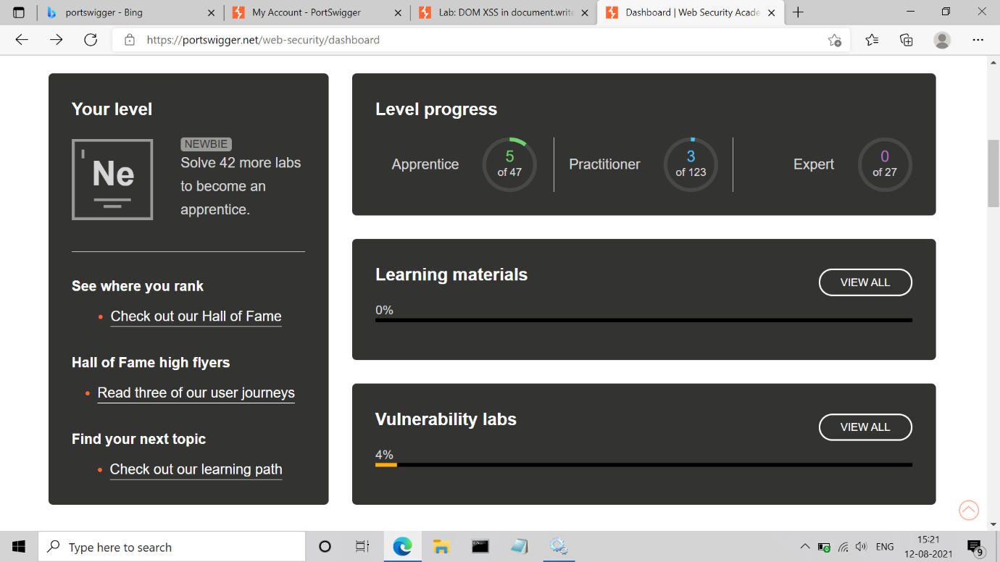 portswigger - Bing
My Account - PortSwigger
Lab: DOM XSS in document.write
Dashboard | Web Security Acade
https://portswigger.net/web-security/dashboard
Your level
Ne
NEWBIE
Solve 42 more labs
to become an
apprentice.
See where you rank
Check out our Hall of Fame
Hall of Fame high flyers
Read three of our user journeys
Find your next topic
Check out our learning path
Level progress
Apprentice
5
of 47
Practitioner
3
of 123
Expert
0
of 27
Learning materials
VIEW ALL
0%
Vulnerability labs
VIEW ALL
4%
Type here to search
ENG
15:21
12-08-2021
9